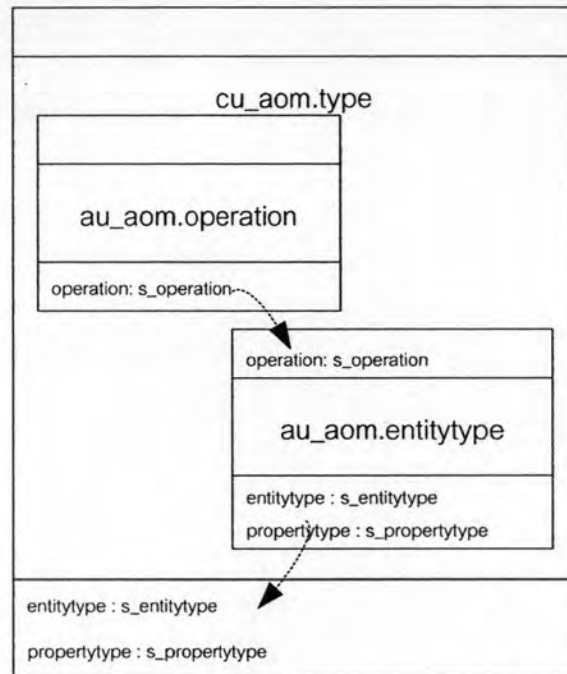 cu_aom.type
au_aom.operation
operation: s_operation
operation: s_operation
au_aom.entitytype
entitytype : s_entitytype
propertytype : s_propertytype
entitytype : s_entitytype
propertytype : s_propertytype